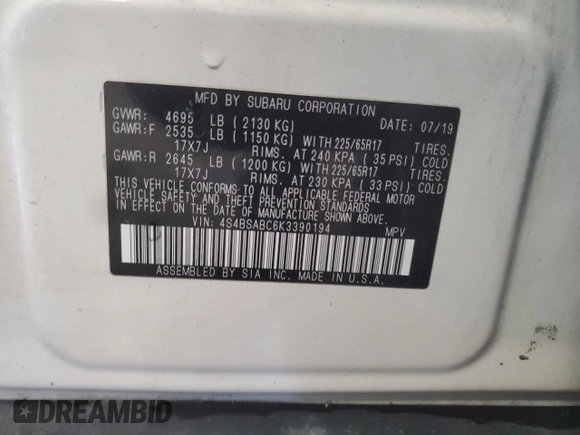 MFD BY SUBARU CORPORATION
GVWR: 4695 LB ( 2130 KG) DATE: 07/19
GAWR:F 2535 LB ( 1150 KG) WITH 225/65R17 TIRES.
17X7J RIMS. AT 240 KPA ( 35 PSI) COLD
GAWR:R 2645 LB ( 1200 KG) WITH 225/65R17 TIRES.
17X7J RIMS. AT 230 KPA ( 33 PSI) COLD
THIS VEHICLE CONFORMS TO ALL APPLICABLE FEDERAL MOTOR
VEHICLE SAFETY AND THEFT PREVENTION STANDARDS
IN EFFECT ON THE DATE OF MANUFACTURE SHOWN ABOVE.
VIN: 4S4BSABC6K3390194 MPV
ASSEMBLED BY SIA INC. MADE IN U.S.A.
DREAMBID